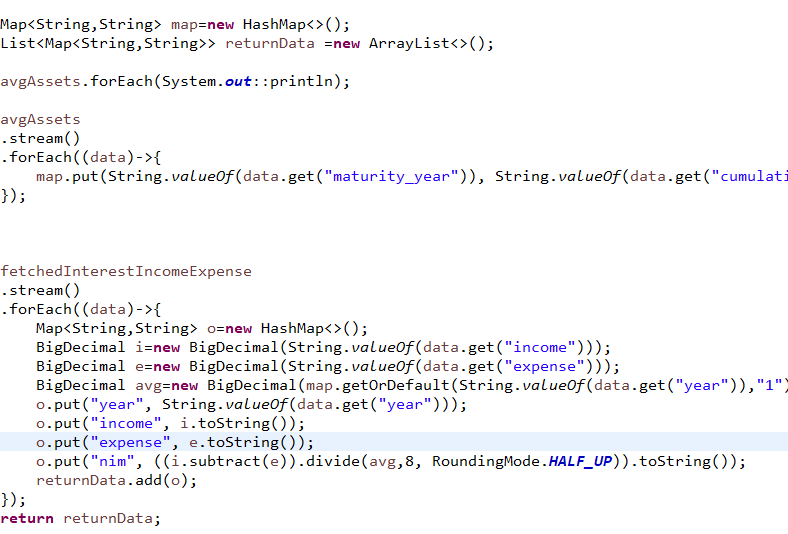 Map<String,String> map=new HashMap<>();
List<Map<String,String>> returnData =new ArrayList<>();
avgAssets.forEach(System.out::println);
avgAssets
.stream()
.forEach((data)->{
map.put(String.valueOf(data.get("maturity_year")), String.valueOf(data.get("cumulati
});
fetchedInterestIncomeExpense
.stream()
.forEach((data)->{
Map<String,String> o=new HashMap<>();
BigDecimal i=new BigDecimal(String.valueOf(data.get("income")));
BigDecimal e=new BigDecimal(String.valueOf(data.get("expense")));
BigDecimal avg=new BigDecimal(map.getOrDefault(String.valueOf(data.get("year")),"1")
o.put("year", String.valueOf(data.get("year")));
o.put("income", i.toString());
o.put("expense", e.toString());
o.put("nim", ((i.subtract(e)).divide(avg,8, RoundingMode.HALF_UP)).toString());
returnData.add(o);
});
return returnData;